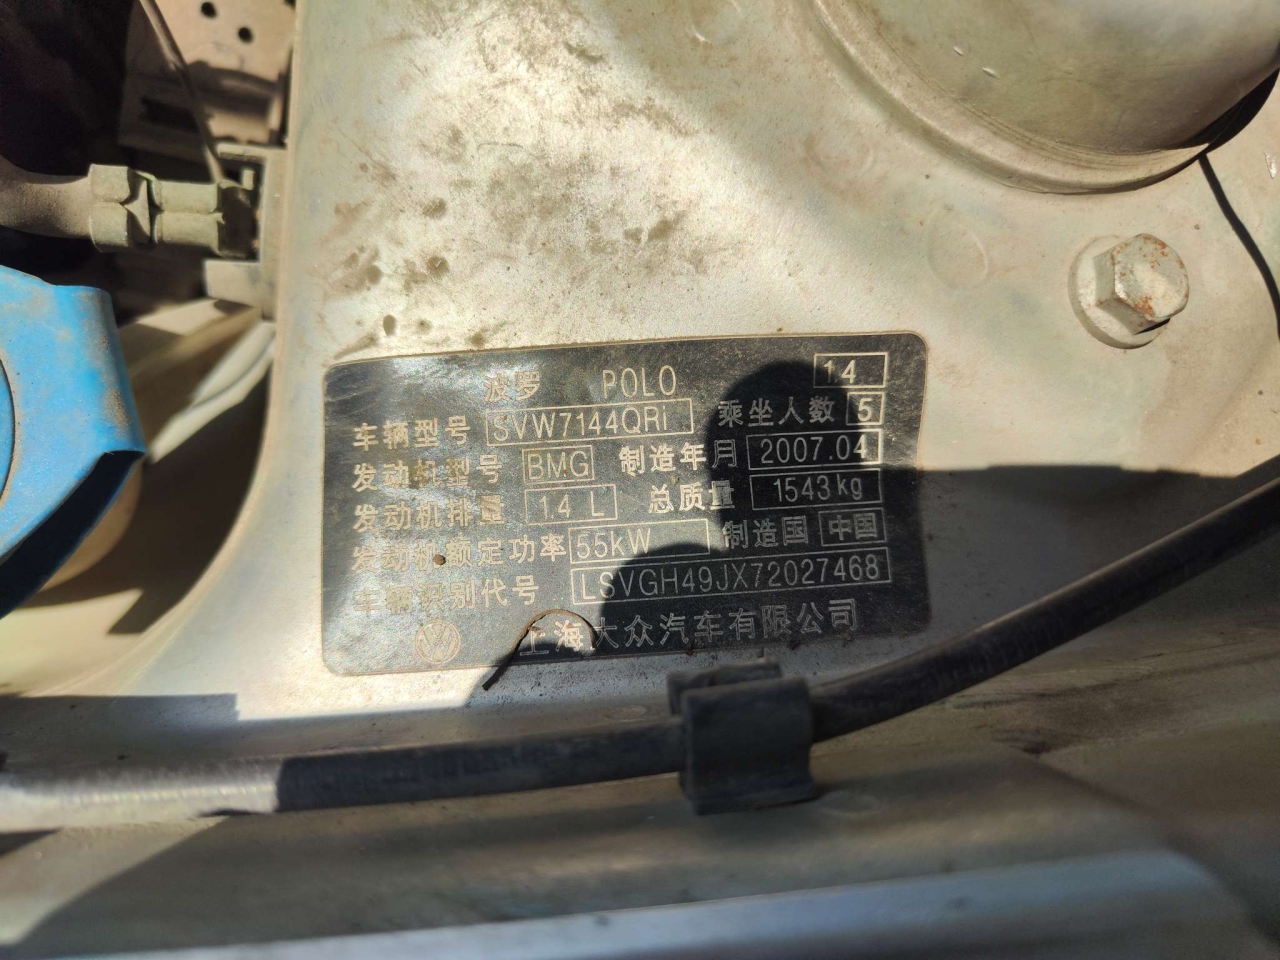 波罗 POLO 1.4
车辆型号 SVW7144QRi 乘坐人数 5
发动机型号 BMG 制造年月 2007.04
发动机排量 1.4 L 总质量 1543kg
发动机额定功率 55kW 制造国 中国
车辆识别代号 LSVGH49JX72027468
上海大众汽车有限公司